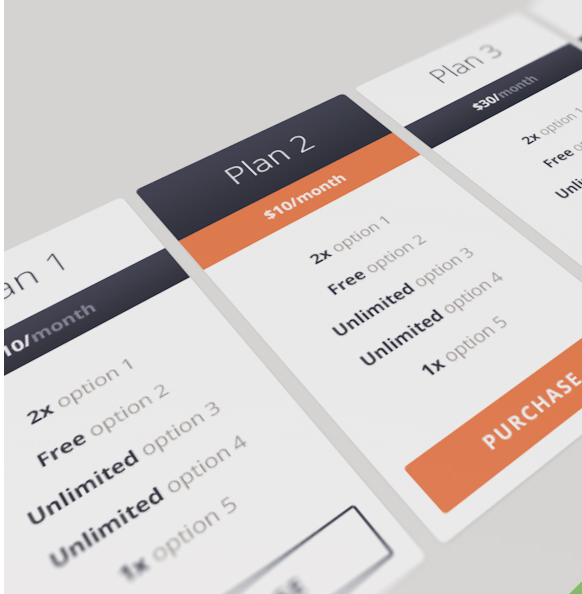 Plan 1
10/month
2x option 1
Free option 2
Unlimited option 3
Unlimited option 4
1x option 5
Plan 2
$10/month
2x option 1
Free option 2
Unlimited option 3
Unlimited option 4
1x option 5
PURCHASE
Plan 3
$30/month
2x option 1
Free